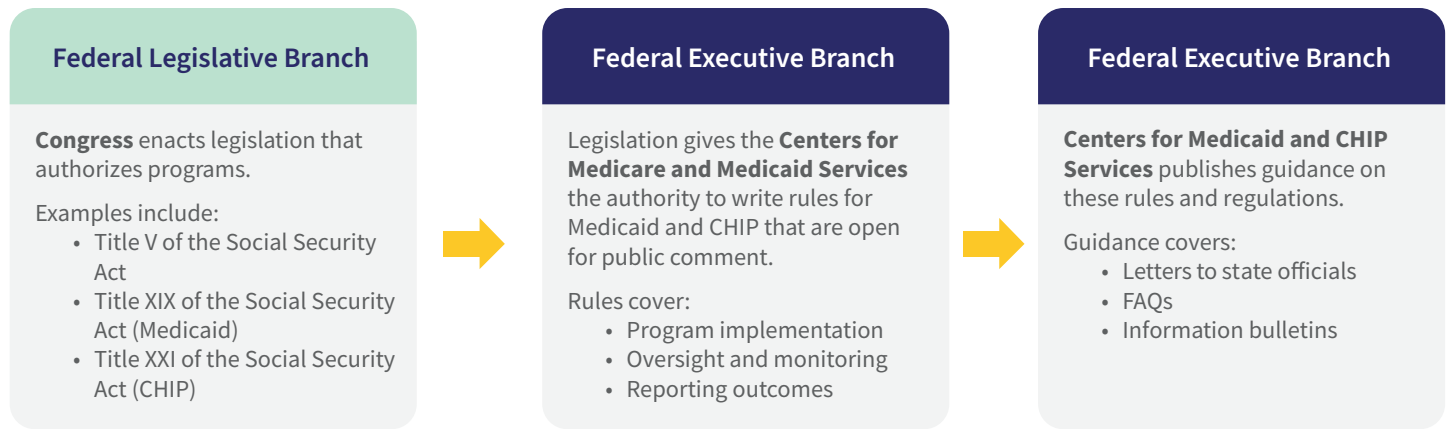 Federal Legislative Branch
Congress enacts legislation that
authorizes programs.
Examples include:
• Title V of the Social Security
Act
• Title XIX of the Social Security
Act (Medicaid)
• Title XXI of the Social Security
Act (CHIP)
Federal Executive Branch
Legislation gives the Centers for
Medicare and Medicaid Services
the authority to write rules for
Medicaid and CHIP that are open
for public comment.
Rules cover:
• Program implementation
• Oversight and monitoring
• Reporting outcomes
Federal Executive Branch
Centers for Medicaid and CHIP
Services publishes guidance on
these rules and regulations.
Guidance covers:
• Letters to state officials
• FAQs
• Information bulletins